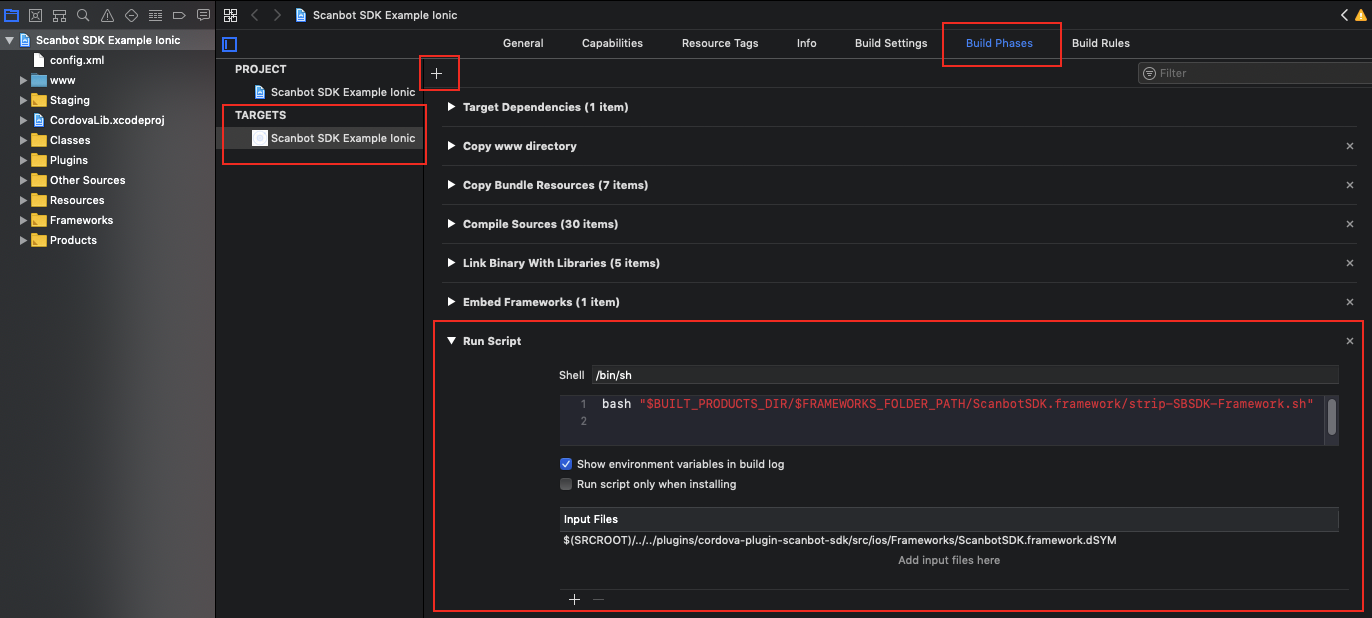 Scanbot SDK Example Ionic
Scanbot SDK Example Ionic
config.xml
www
Staging
CordovaLib.xcodeproj
Classes
Plugins
Other Sources
Resources
Frameworks
Products
General Capabilities Resource Tags Info Build Settings Build Phases Build Rules
PROJECT
Scanbot SDK Example Ionic
TARGETS
Scanbot SDK Example Ionic
Filter
Target Dependencies (1 item)
Copy www directory
Copy Bundle Resources (7 items)
Compile Sources (30 items)
Link Binary With Libraries (5 items)
Embed Frameworks (1 item)
Run Script
Shell /bin/sh
1 bash "$BUILT_PRODUCTS_DIR/$FRAMEWORKS_FOLDER_PATH/ScanbotSDK.framework/strip-SBSDK-Framework.sh"
2
Show environment variables in build log
Run script only when installing
Input Files
$(SRCROOT)/../../plugins/cordova-plugin-scanbot-sdk/src/ios/Frameworks/ScanbotSDK.framework.dSYM
Add input files here